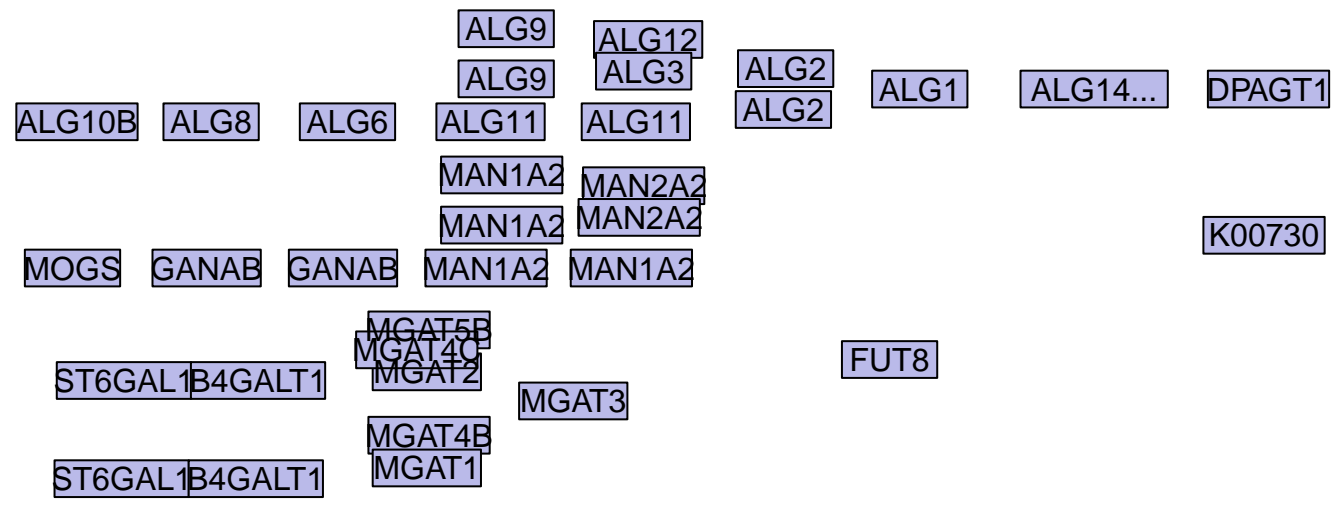 ALG9
ALG12
ALG9
ALG3
ALG2
ALG1
ALG14...
DPAGT1
ALG2
ALG10B
ALG8
ALG6
ALG11
ALG11
MAN1A2
MAN2A2
MAN1A2
MAN2A2
K00730
MOGS
GANAB
GANAB
MAN1A2
MAN1A2
MGAT5B
MGAT4C
MGAT2
FUT8
ST6GAL1
B4GALT1
MGAT3
MGAT4B
MGAT1
ST6GAL1
B4GALT1